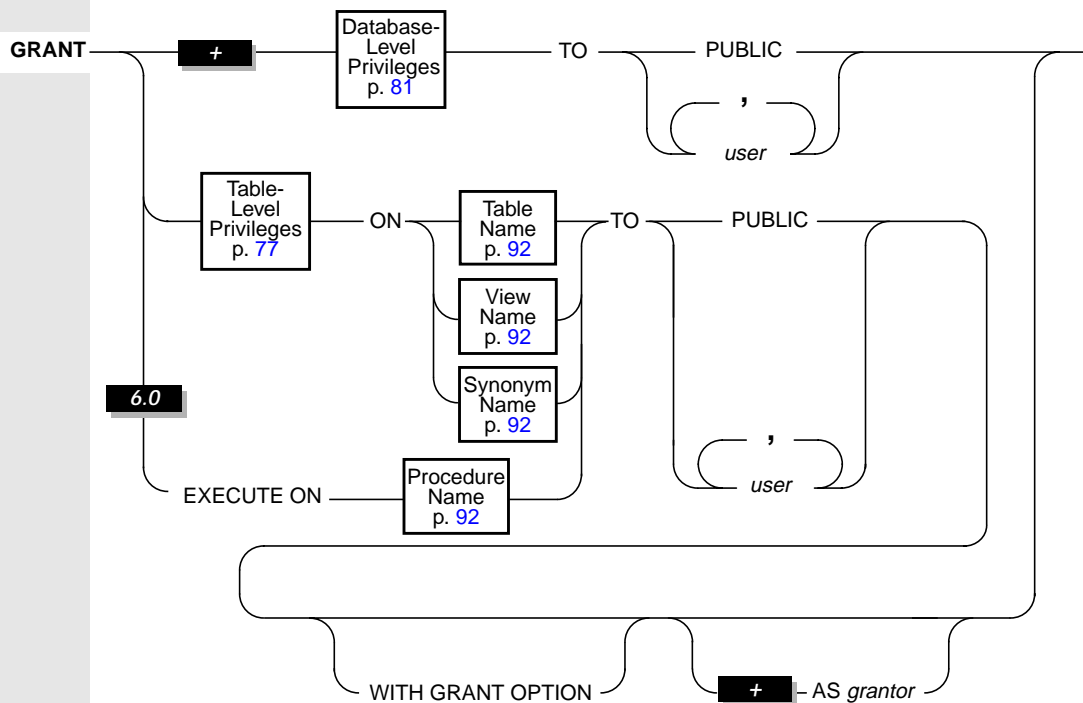 GRANT
+
Database-
Level
Privileges
p. 81
TO
PUBLIC
,
user
Table-
Level
Privileges
p. 77
ON
Table
Name
p. 92
View
Name
p. 92
Synonym
Name
p. 92
TO
PUBLIC
,
user
6.0
EXECUTE ON
Procedure
Name
p. 92
WITH GRANT OPTION
+
AS grantor